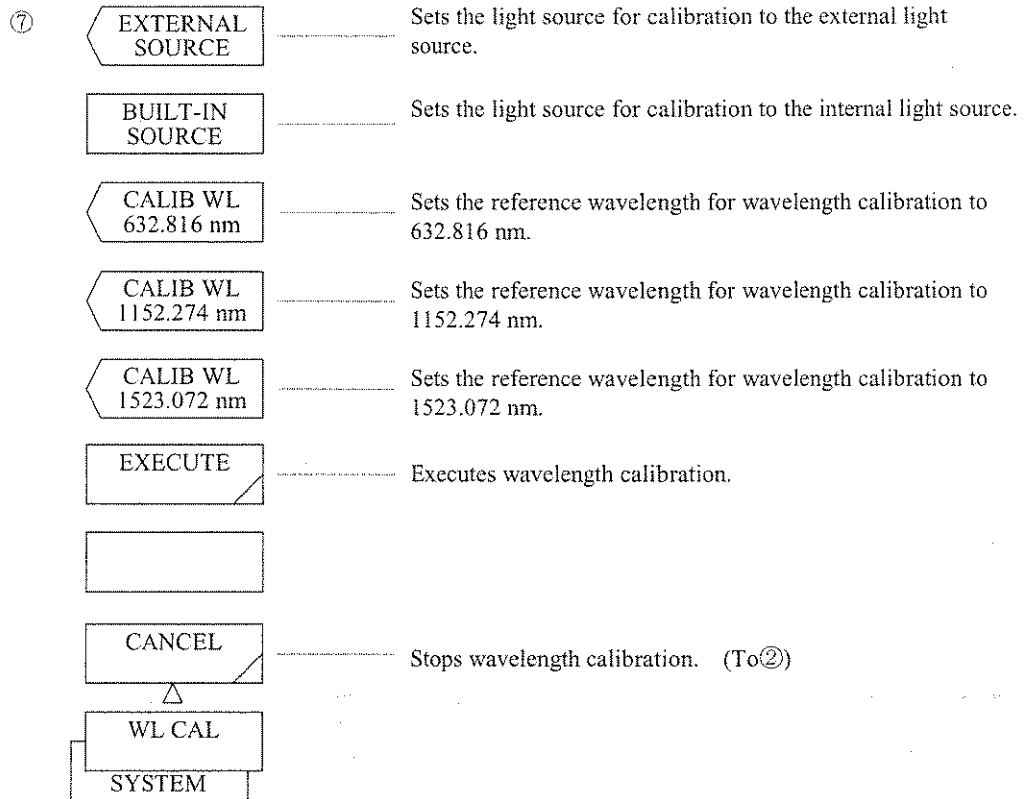 ⑦
EXTERNAL
SOURCE
Sets the light source for calibration to the external light
source.
BUILT-IN
SOURCE
Sets the light source for calibration to the internal light source.
CALIB WL
632.816 nm
Sets the reference wavelength for wavelength calibration to
632.816 nm.
CALIB WL
1152.274 nm
Sets the reference wavelength for wavelength calibration to
1152.274 nm.
CALIB WL
1523.072 nm
Sets the reference wavelength for wavelength calibration to
1523.072 nm.
EXECUTE
Executes wavelength calibration.
CANCEL
Stops wavelength calibration. (To②)
WL CAL
SYSTEM